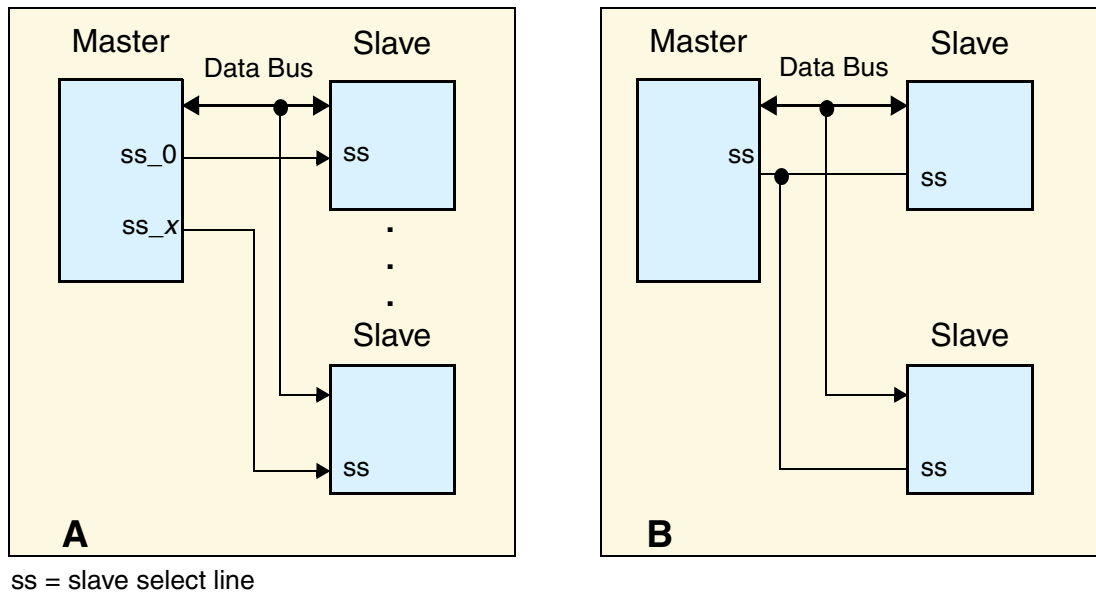 Master
Slave
Data Bus
ss_0
ss
ss_x
Slave
ss
A
Master
Slave
Data Bus
ss
ss
Slave
ss
B
ss = slave select line